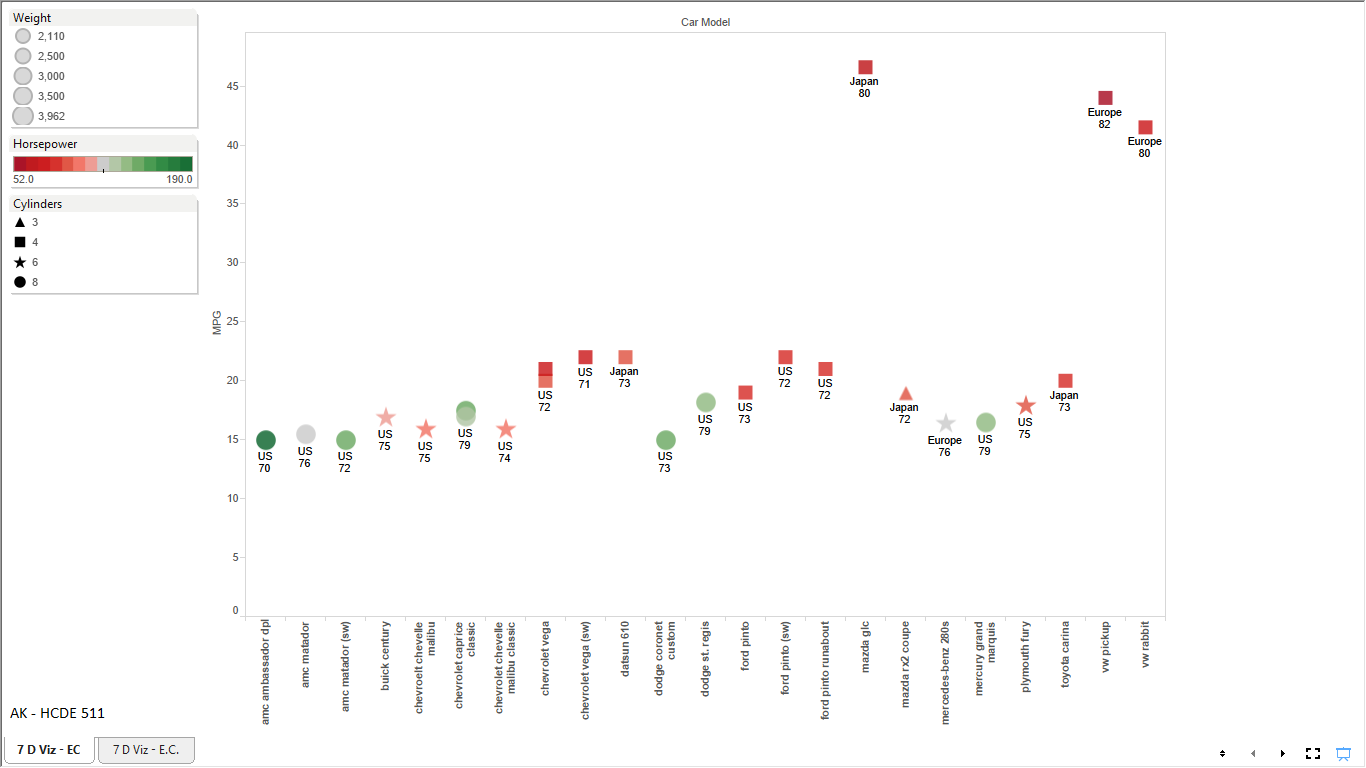 Weight
2,110
2,500
3,000
3,500
3,962
Horsepower
52.0 190.0
Cylinders
3
4
6
8
Car Model
MPG
45
40
35
30
25
20
15
10
5
0
US
70
US
76
US
72
US
75
US
75
US
79
US
74
US
72
US
71
Japan
73
US
73
US
79
US
73
US
72
US
72
Japan
80
Japan
72
Europe
76
US
79
US
75
Japan
73
Europe
82
Europe
80
amc ambassador dpl
amc matador
amc matador (sw)
buick century
chevroelt chevelle
malibu
chevrolet caprice
classic
chevrolet chevelle
malibu classic
chevrolet vega
chevrolet vega (sw)
datsun 610
dodge coronet
custom
dodge st. regis
ford pinto
ford pinto (sw)
ford pinto runabout
mazda glc
mazda rx2 coupe
mercedes-benz 280s
mercury grand
marquis
plymouth fury
toyota carina
vw pickup
vw rabbit
AK - HCDE 511
7 D Viz - EC
7 D Viz - E.C.